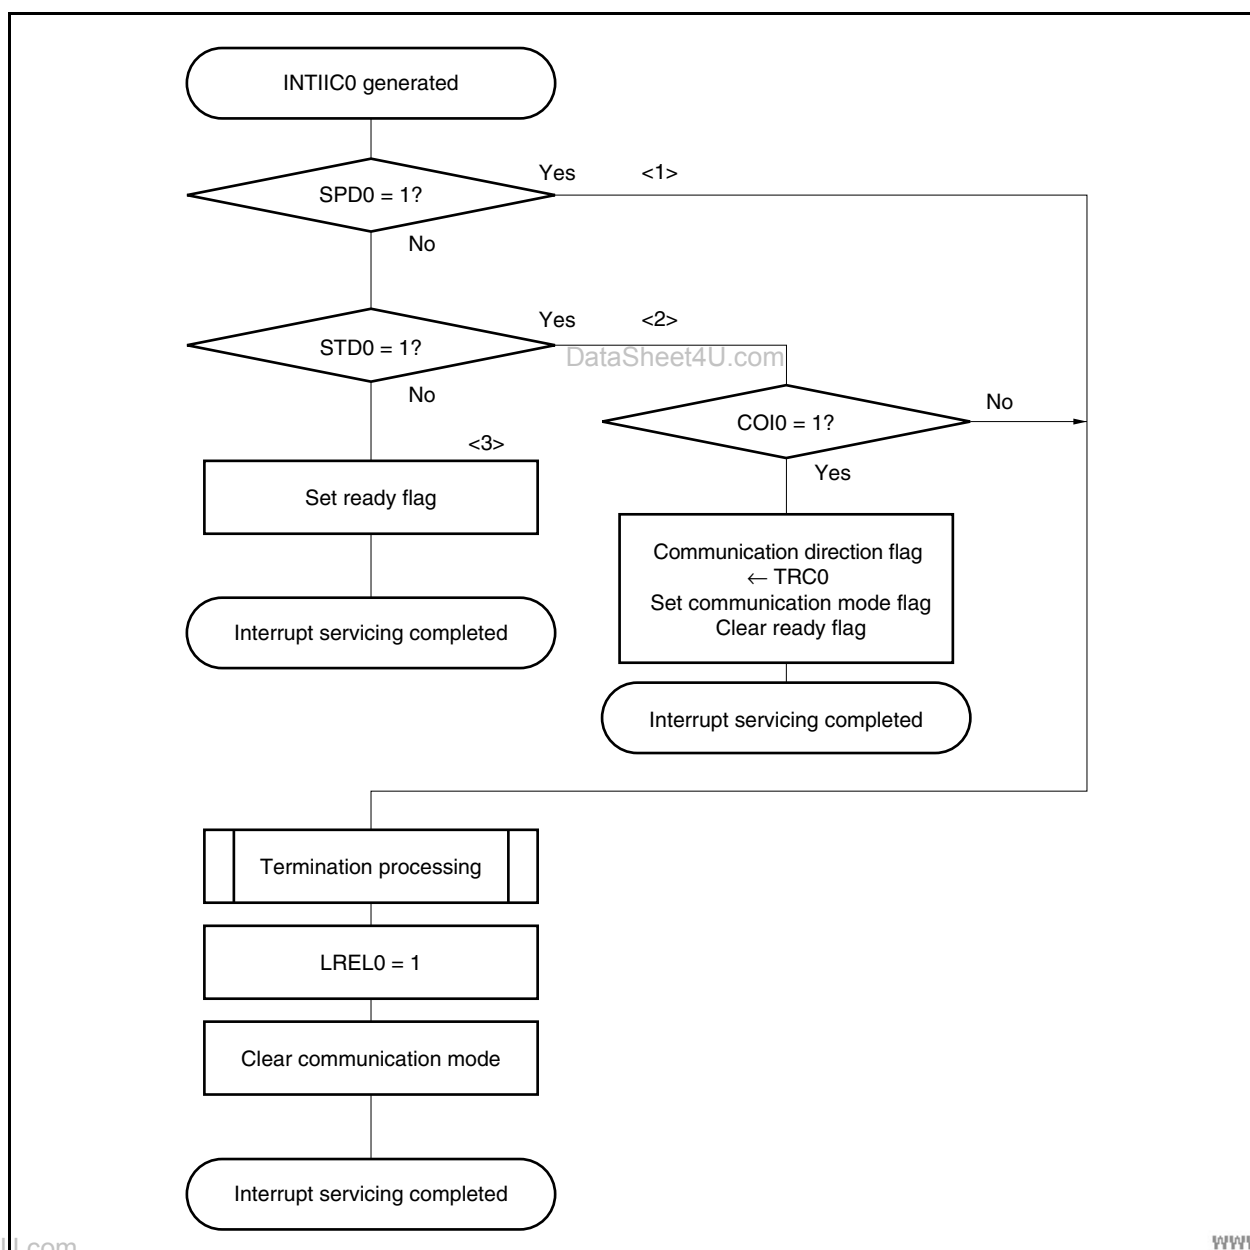 INTIIC0 generated
Yes <1>
SPD0 = 1?
No
Yes <2>
STD0 = 1?
DataSheet4U.com
No
No
COI0 = 1?
Yes
<3>
Set ready flag
Communication direction flag
← TRC0
Set communication mode flag
Clear ready flag
Interrupt servicing completed
Interrupt servicing completed
Termination processing
LREL0 = 1
Clear communication mode
Interrupt servicing completed
U.com
www